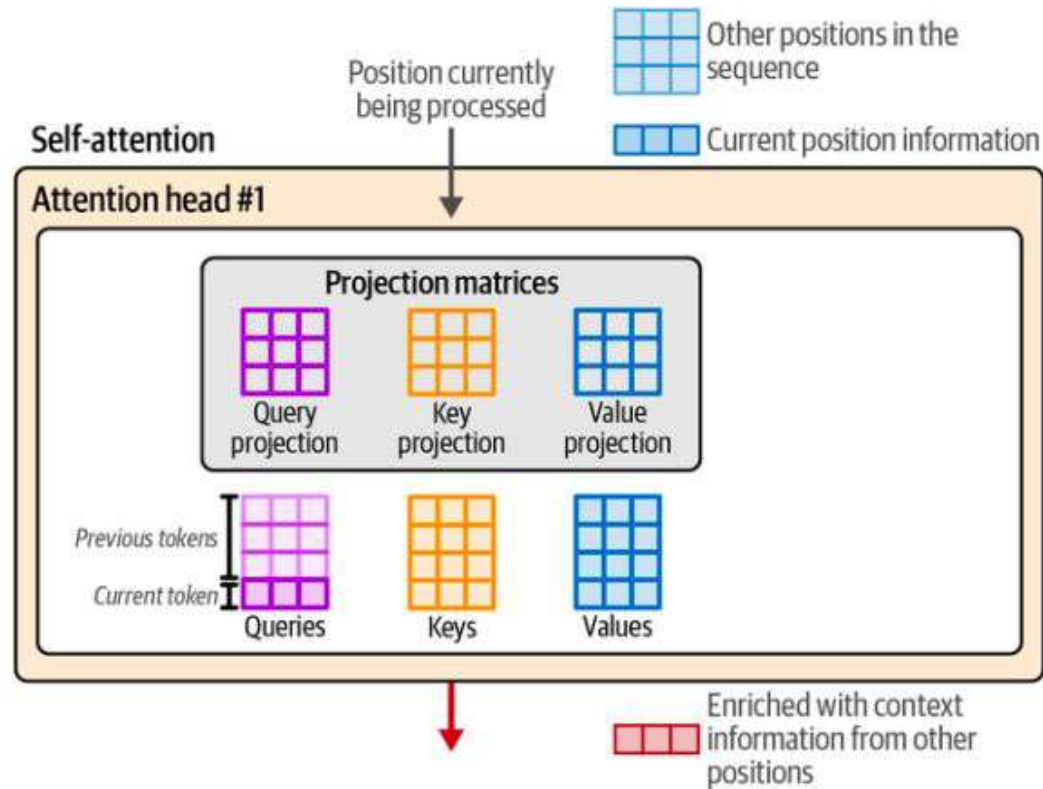 Other positions in the
sequence
Position currently
being processed
Current position information
Self-attention
Attention head #1
Projection matrices
Query
projection
Key
projection
Value
projection
Previous tokens
Current token
Queries
Keys
Values
Enriched with context
information from other
positions